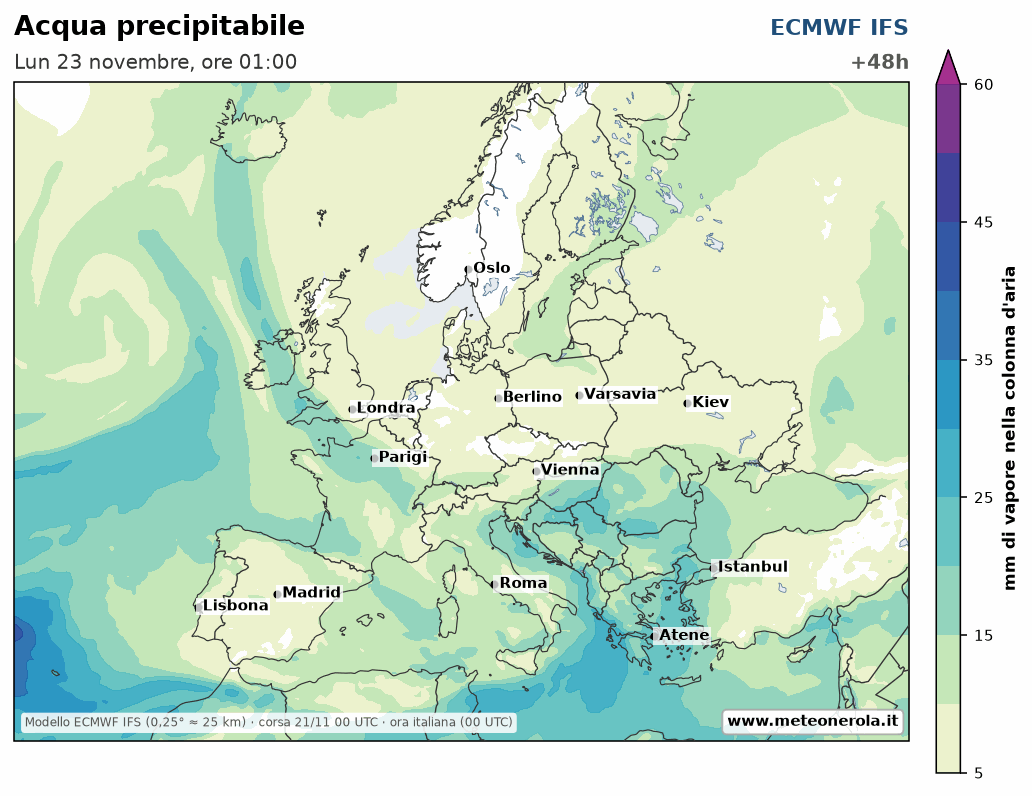 Acqua precipitabile
ECMWF IFS
Lun 23 novembre, ore 01:00
+48h
60
45
35
25
15
5
mm di vapore nella colonna d'aria
Oslo
Berlino
Varsavia
Kiev
Londra
Parigi
Vienna
Istanbul
Roma
Madrid
Lisbona
Atene
Modello ECMWF IFS (0,25° ≈ 25 km) · corsa 21/11 00 UTC · ora italiana (00 UTC)
www.meteonerola.it